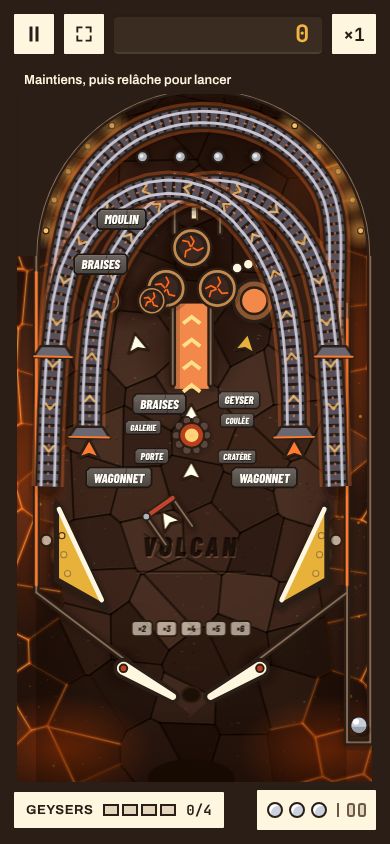 0
×1
Maintiens, puis relâche pour lancer
MOULIN
BRAISES
BRAISES
GEYSER
GALERIE
COULÉE
PORTE
CRATÈRE
WAGONNET
WAGONNET
VOLCAN
×2 ×3 ×4 ×5 ×6
GEYSERS 0/4